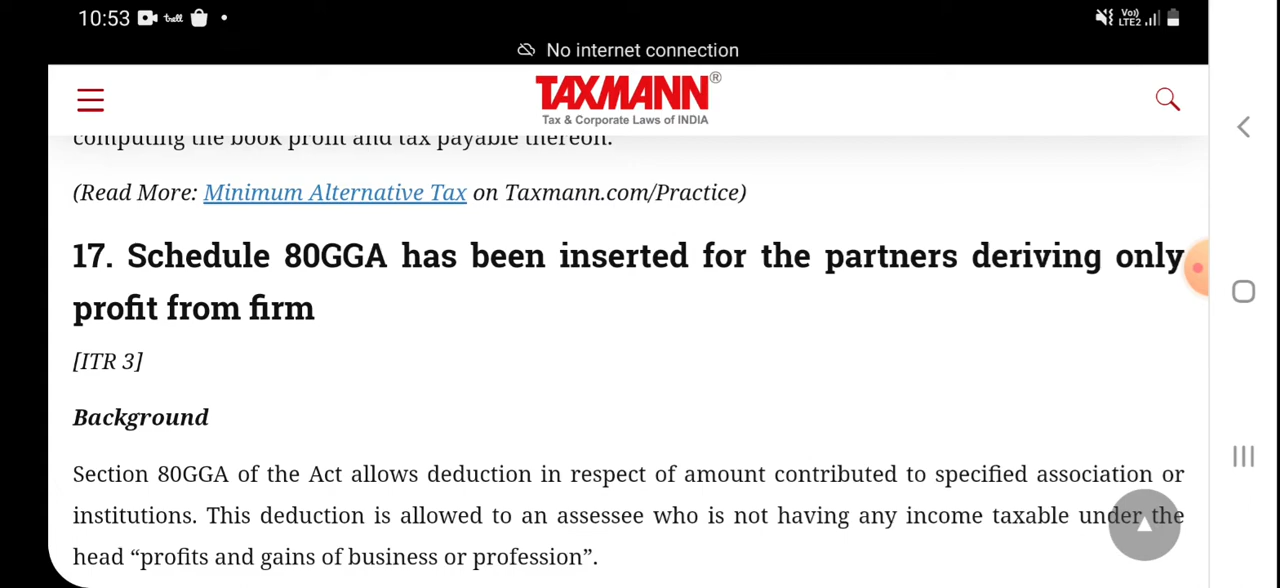 10:53 trell
Vo) LTE2
No internet connection
TAXMANN®
Tax & Corporate Laws of INDIA
computing the book profit and tax payable thereon.
(Read More: Minimum Alternative Tax on Taxmann.com/Practice)
17. Schedule 80GGA has been inserted for the partners deriving only
profit from firm
[ITR 3]
Background
Section 80GGA of the Act allows deduction in respect of amount contributed to specified association or
institutions. This deduction is allowed to an assessee who is not having any income taxable under the
head “profits and gains of business or profession”.